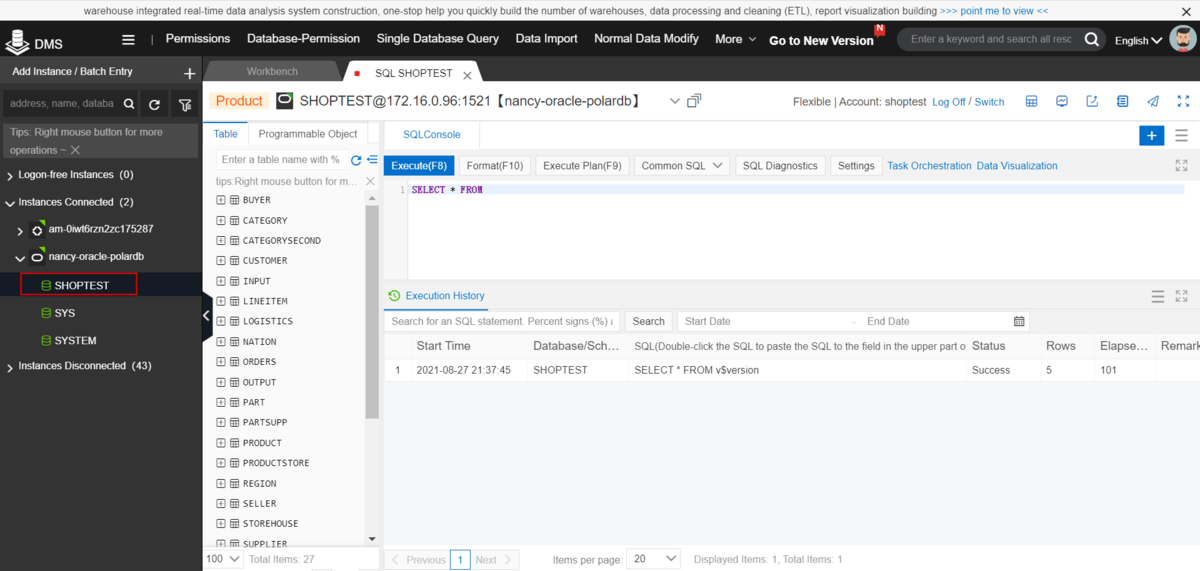 warehouse integrated real-time data analysis system construction, one-stop help you quickly build the number of warehouses, data processing and cleaning (ETL), report visualization building >>> point me to view <<
DMS | Permissions Database-Permission Single Database Query Data Import Normal Data Modify More Go to New Version N Enter a keyword and search all resc English
Add Instance / Batch Entry +
Workbench
SQL SHOPTEST
address, name, databa
Product SHOPTEST@172.16.0.96:1521【nancy-oracle-polardb】
Flexible | Account: shoptest Log Off / Switch
Tips: Right mouse button for more
operations ~
Logon-free Instances (0)
Instances Connected (2)
am-0iwt6rzn2zc175287
nancy-oracle-polardb
SHOPTEST
SYS
SYSTEM
Instances Disconnected (43)
Table Programmable Object
Enter a table name with %
tips:Right mouse button for m...
BUYER
CATEGORY
CATEGORYSECOND
CUSTOMER
INPUT
LINEITEM
LOGISTICS
NATION
ORDERS
OUTPUT
PART
PARTSUPP
PRODUCT
PRODUCTSTORE
REGION
SELLER
STOREHOUSE
SUPPLIER
100 Total Items: 27
SQLConsole
Execute(F8) Format(F10) Execute Plan(F9) Common SQL SQL Diagnostics Settings Task Orchestration Data Visualization
1 SELECT * FROM
Execution History
Search for an SQL statement. Percent signs (%) Search Start Date - End Date
Start Time Database/Sch... SQL(Double-click the SQL to paste the SQL to the field in the upper part o Status Rows Elapse... Remark
1 2021-08-27 21:37:45 SHOPTEST SELECT * FROM v$version Success 5 101
Previous 1 Next Items per page: 20 Displayed Items: 1, Total Items: 1